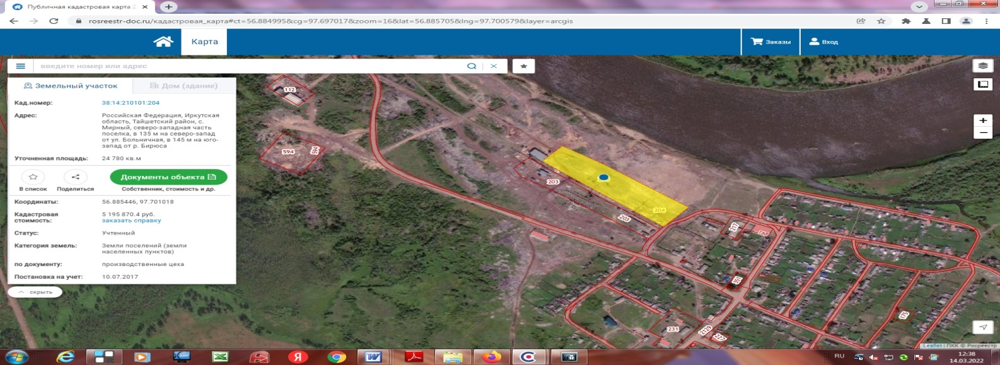 Публичная кадастровая карта 2
rosreestr-doc.ru/кадастровая_карта#ct=56.884995&cg=97.697017&zoom=16&lat=56.885705&lng=97.700579&layer=arcgis
Карта
Заказы
Вход
введите номер или адрес
Земельный участок
Дом (здание)
Кад.номер: 38:14:210101:204
Адрес: Российская Федерация, Иркутская
область, Тайшетский район, с.
Мирный, северо-западная часть
поселка, в 135 м на северо-запад
от ул. Больничная, в 145 м на юго-
запад от р. Бирюса
Уточненная площадь: 24 780 кв.м
Документы объекта
В список Поделиться Собственник, стоимость и др.
Координаты: 56.885446, 97.701018
Кадастровая 5 195 870.4 руб.
стоимость: заказать справку
Статус: Учтенный
Категория земель: Земли поселений (земли
населенных пунктов)
по документу: производственные цеха
Постановка на учет: 10.07.2017
скрыть
112
594
594
203
203
204
217
168
351
175
231
2129
227
+
−
Leaflet | ПКК © Росреестр
RU
12:38
14.03.2022